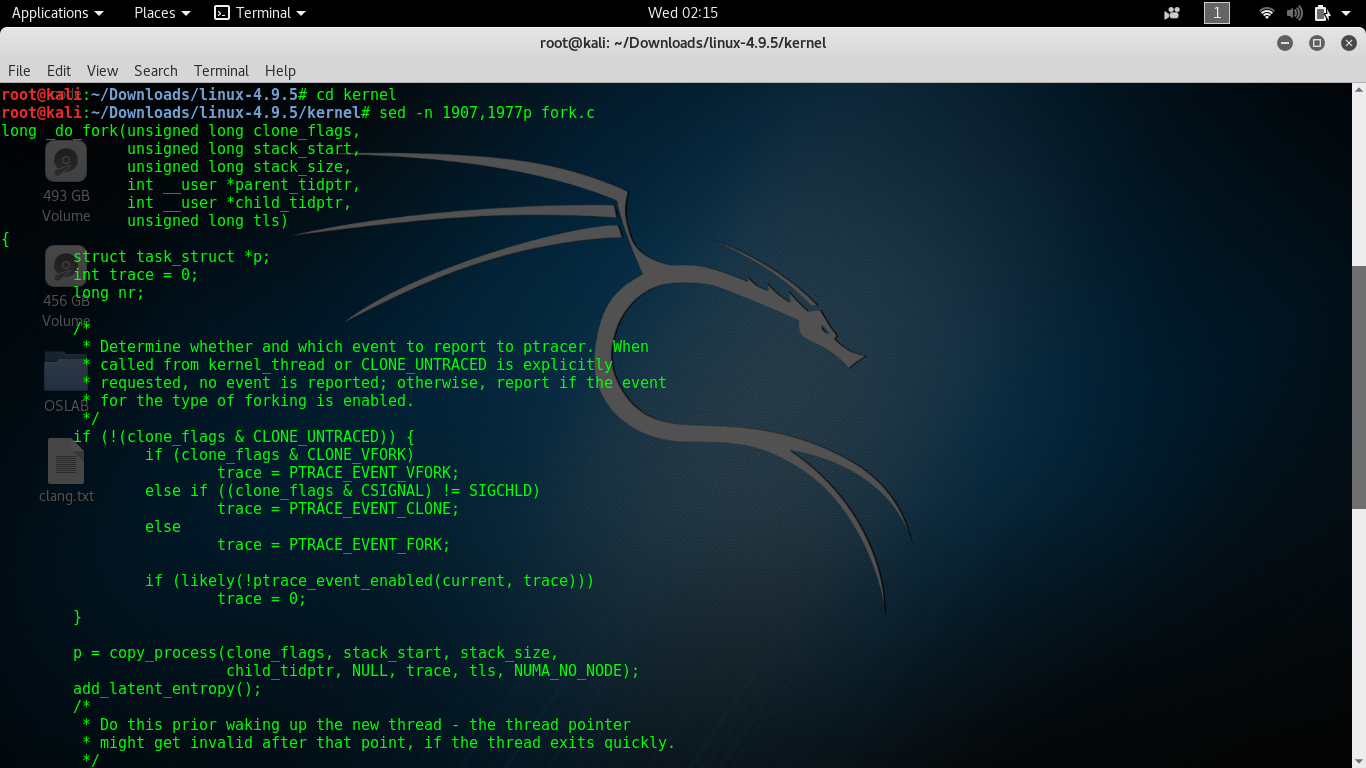 Applications Places Terminal Wed 02:15 1
root@kali: ~/Downloads/linux-4.9.5/kernel
File Edit View Search Terminal Help
root@kali:~/Downloads/linux-4.9.5# cd kernel
root@kali:~/Downloads/linux-4.9.5/kernel# sed -n 1907,1977p fork.c
long _do_fork(unsigned long clone_flags,
              unsigned long stack_start,
              unsigned long stack_size,
              int __user *parent_tidptr,
              int __user *child_tidptr,
              unsigned long tls)
{
        struct task_struct *p;
        int trace = 0;
        long nr;

        /*
         * Determine whether and which event to report to ptracer.  When
         * called from kernel_thread or CLONE_UNTRACED is explicitly
         * requested, no event is reported; otherwise, report if the event
         * for the type of forking is enabled.
         */
        if (!(clone_flags & CLONE_UNTRACED)) {
                if (clone_flags & CLONE_VFORK)
                        trace = PTRACE_EVENT_VFORK;
                else if ((clone_flags & CSIGNAL) != SIGCHLD)
                        trace = PTRACE_EVENT_CLONE;
                else
                        trace = PTRACE_EVENT_FORK;

                if (likely(!ptrace_event_enabled(current, trace)))
                        trace = 0;
        }

        p = copy_process(clone_flags, stack_start, stack_size,
                         child_tidptr, NULL, trace, tls, NUMA_NO_NODE);
        add_latent_entropy();
        /*
         * Do this prior waking up the new thread - the thread pointer
         * might get invalid after that point, if the thread exits quickly.
         */
493 GB
Volume
456 GB
Volume
OSLAB
clang.txt